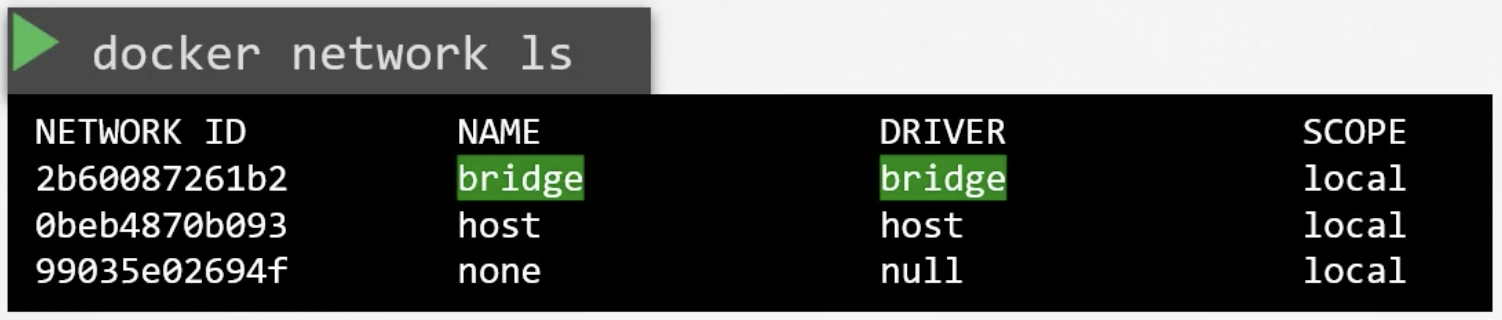 docker network ls
NETWORK ID NAME DRIVER SCOPE
2b60087261b2 bridge bridge local
0beb4870b093 host host local
99035e02694f none null local